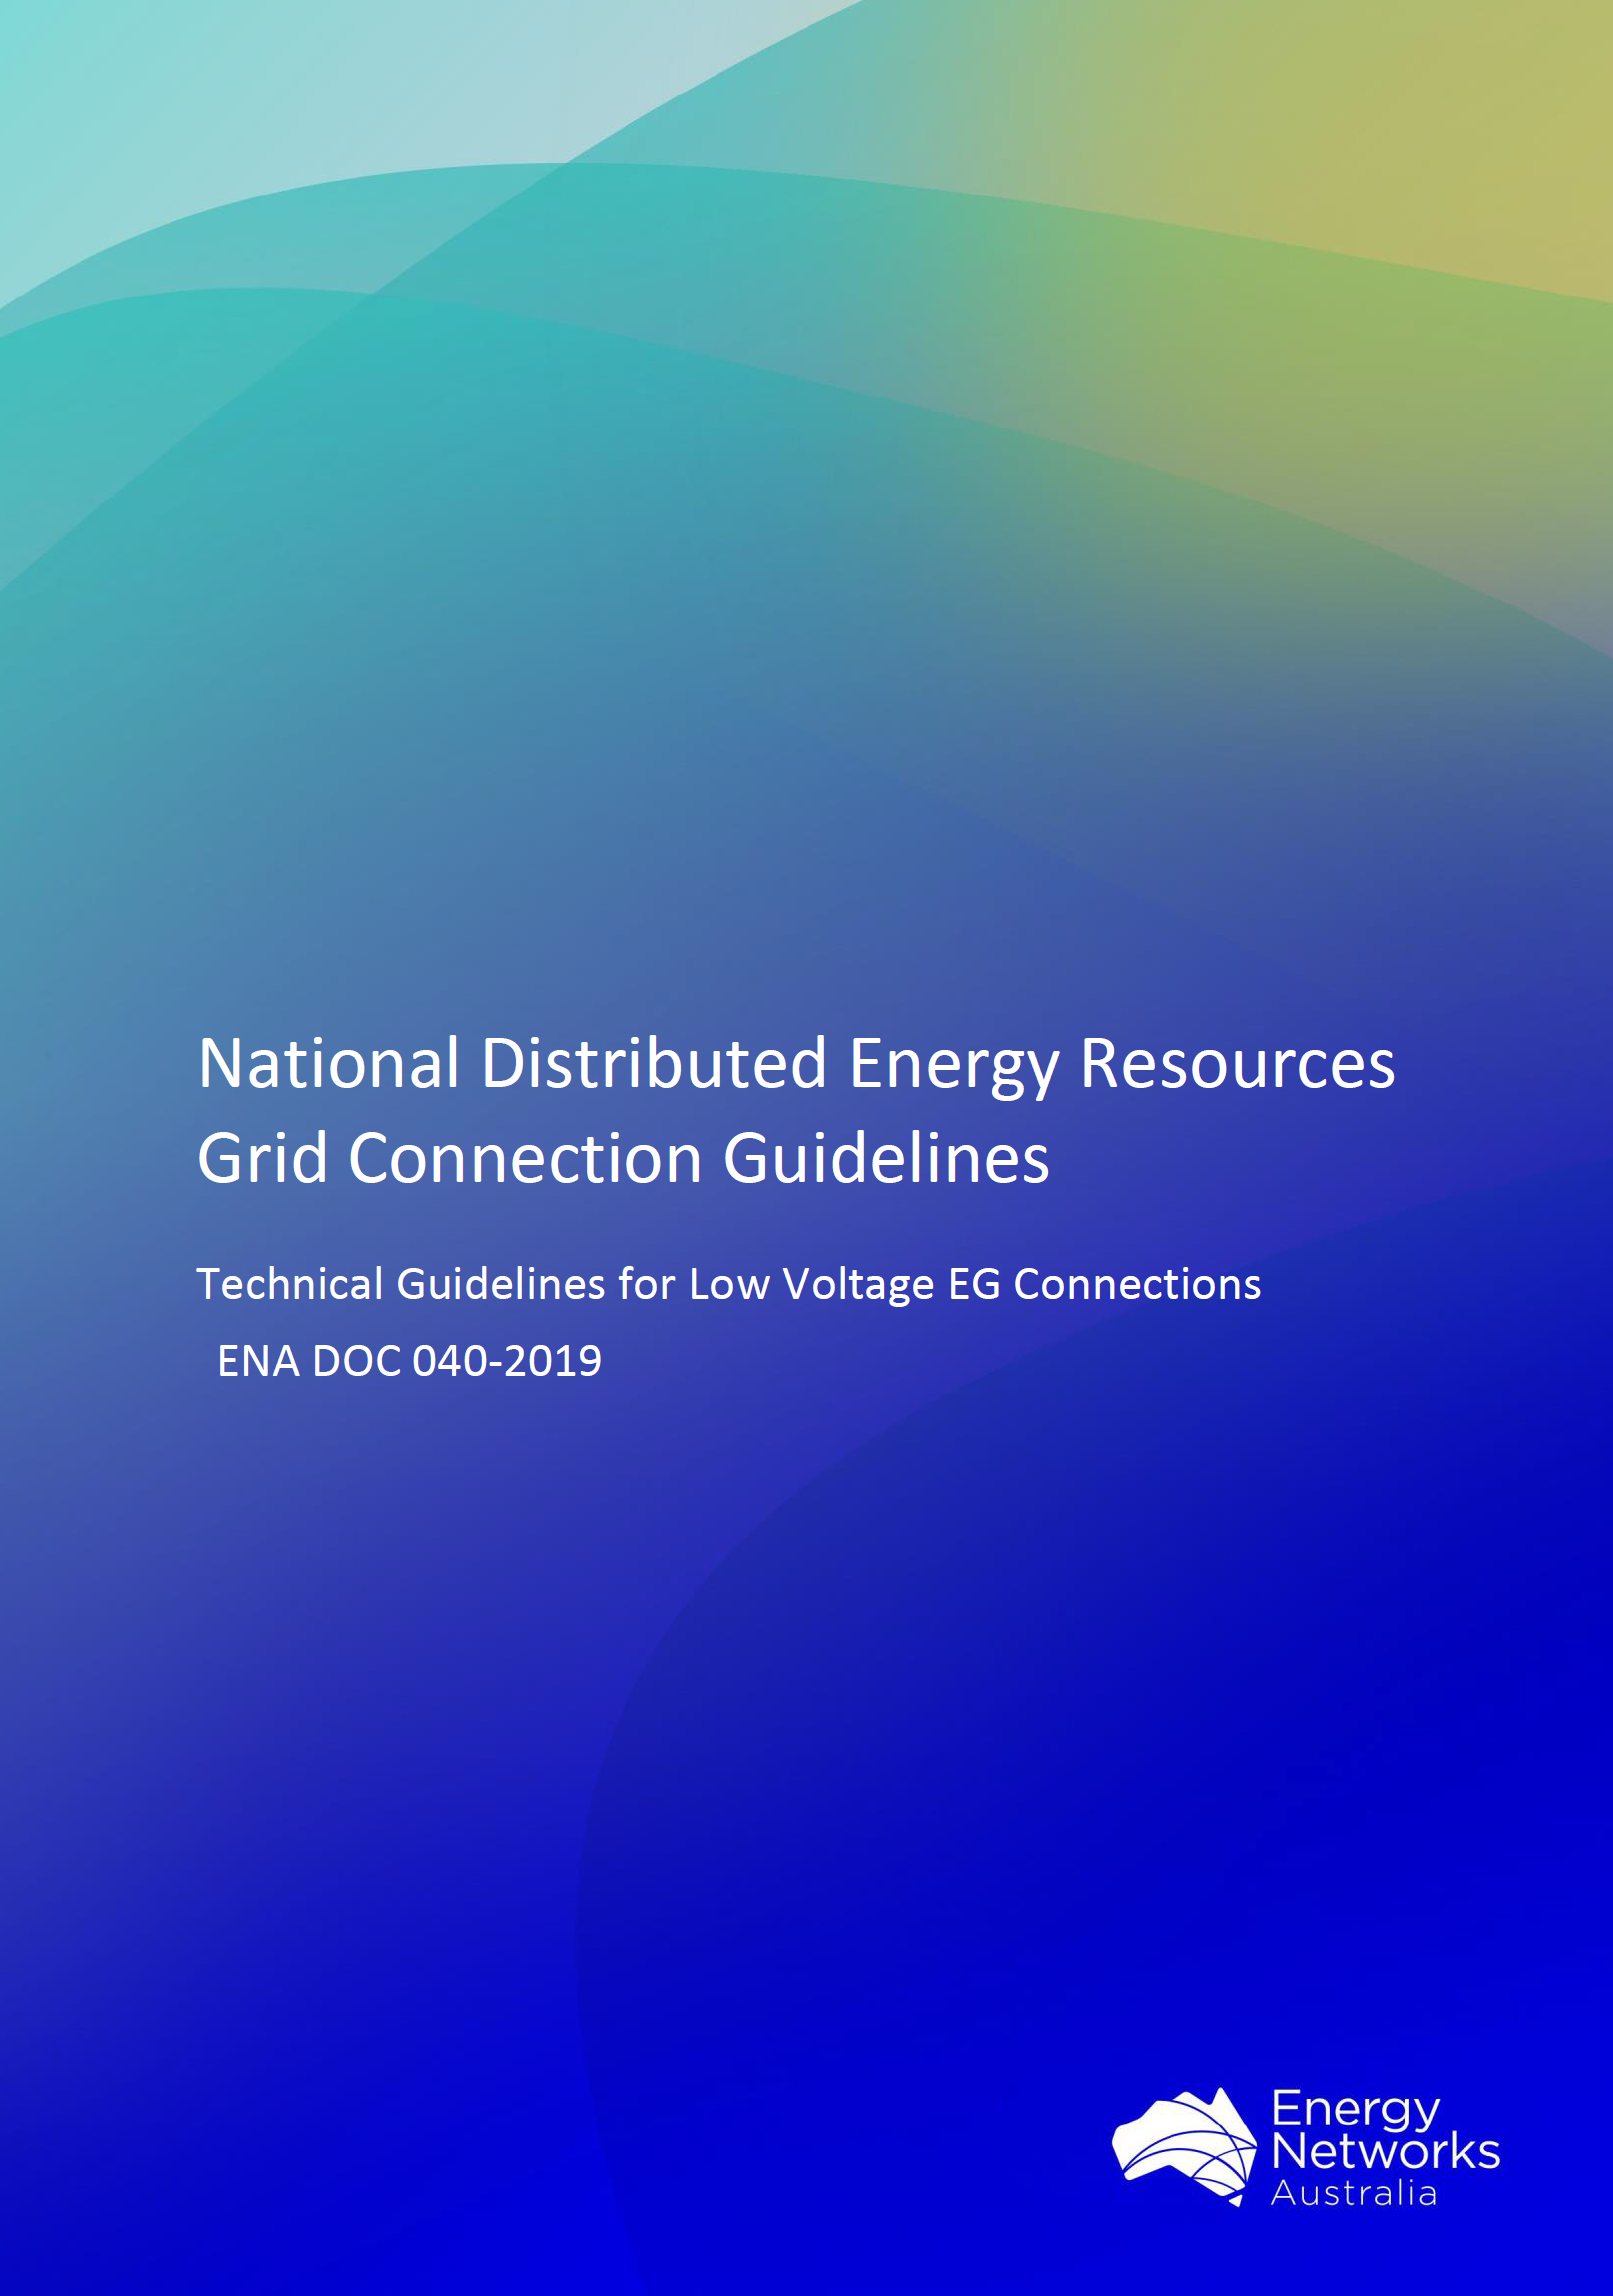 National Distributed Energy Resources
Grid Connection Guidelines
Technical Guidelines for Low Voltage EG Connections
ENA DOC 040-2019
Energy
Networks
Australia